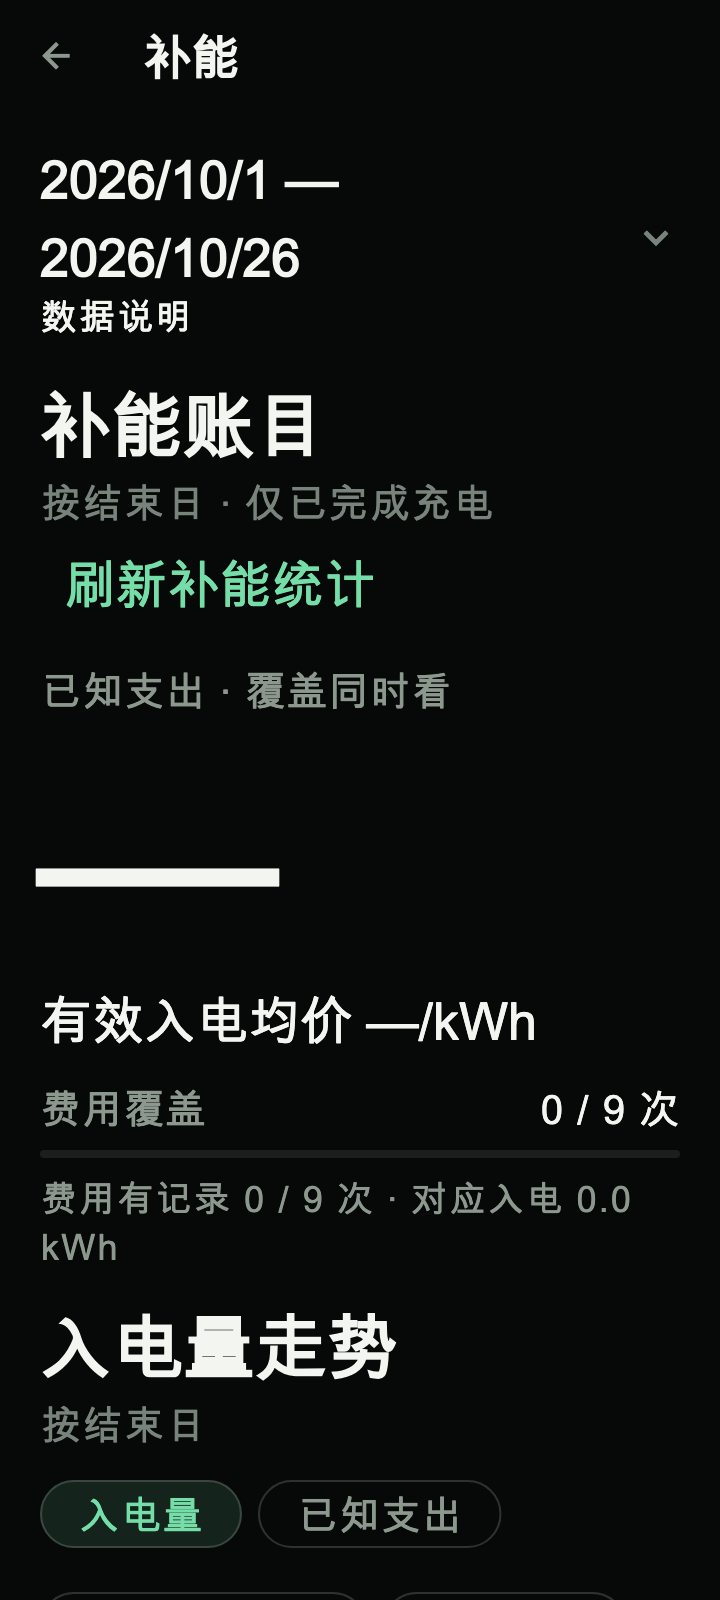 补能
2026/10/1 —
2026/10/26
数据说明
补能账目
按结束日 · 仅已完成充电
刷新补能统计
已知支出 · 覆盖同时看
—
有效入电均价 —/kWh
费用覆盖
0 / 9 次
费用有记录 0 / 9 次 · 对应入电 0.0
kWh
入电量走势
按结束日
入电量
已知支出